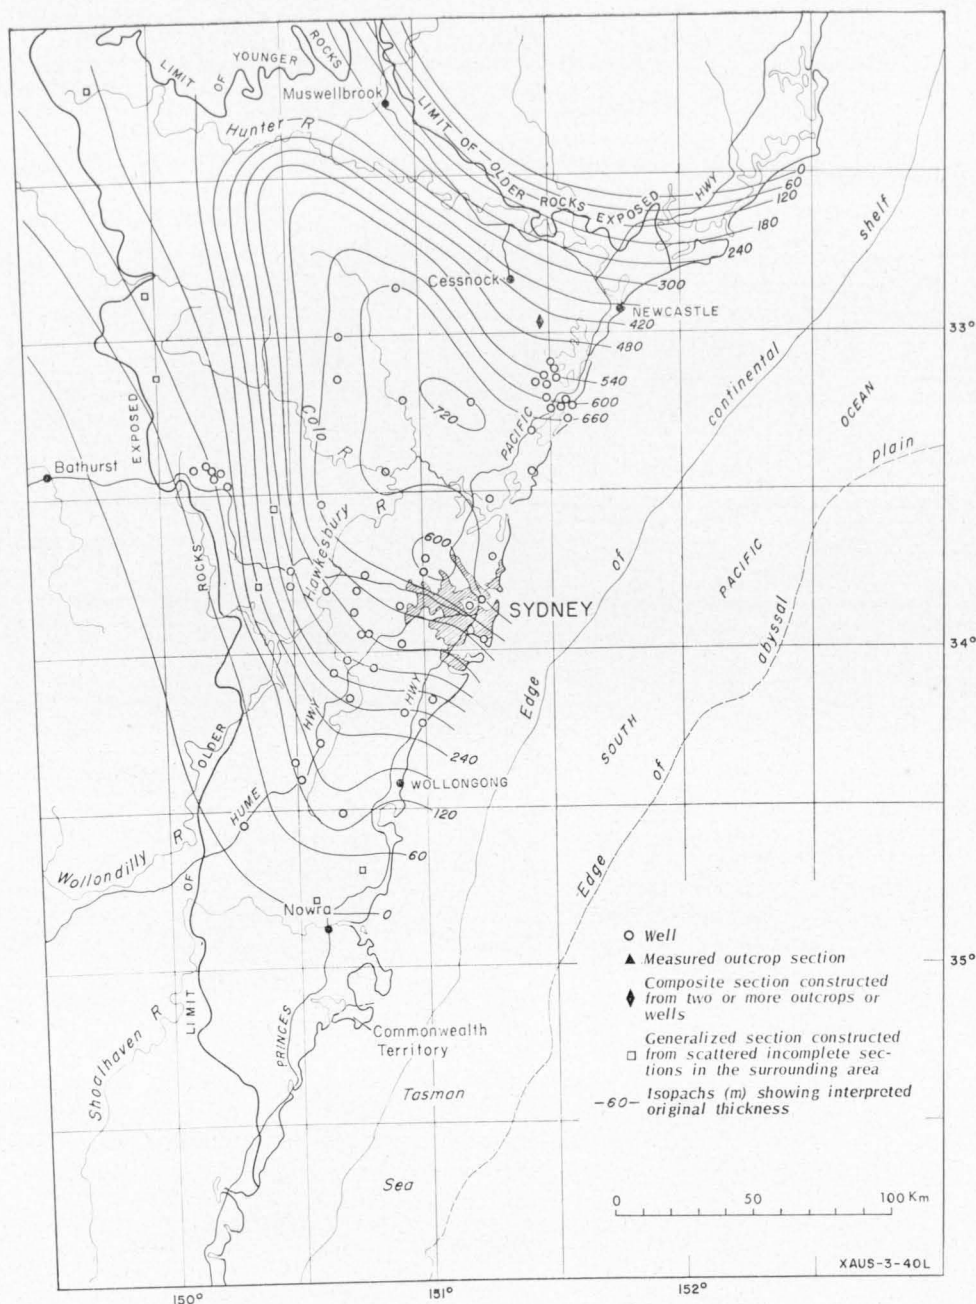 LIMIT OF YOUNGER ROCKS
Muswellbrook
Hunter R
LIMIT OF OLDER ROCKS EXPOSED
HWY
0
60
120
180
240
300
420
480
540
600
660
720
shelf
Cessnock
NEWCASTLE
33°
continental
OCEAN
plain
EXPOSED
Colo R
PACIFIC
Bathurst
Hawkesbury R
600
of
PACIFIC
abyssal
ROCKS
SYDNEY
34°
Edge
SOUTH
of
HWY
HWY
OLDER
240
HUME
WOLLONGONG
120
Wollondilly R
60
Edge
OF
Nowra
0
LIMIT
Shoalhaven R
PRINCES
Commonwealth
Territory
Tasman
Sea
Well
Measured outcrop section
35°
Composite section constructed
from two or more outcrops or
wells
Generalized section constructed
from scattered incomplete sec-
tions in the surrounding area
-60- Isopachs (m) showing interpreted
original thickness
0 50 100 Km
XAUS-3-40L
150° 151° 152°